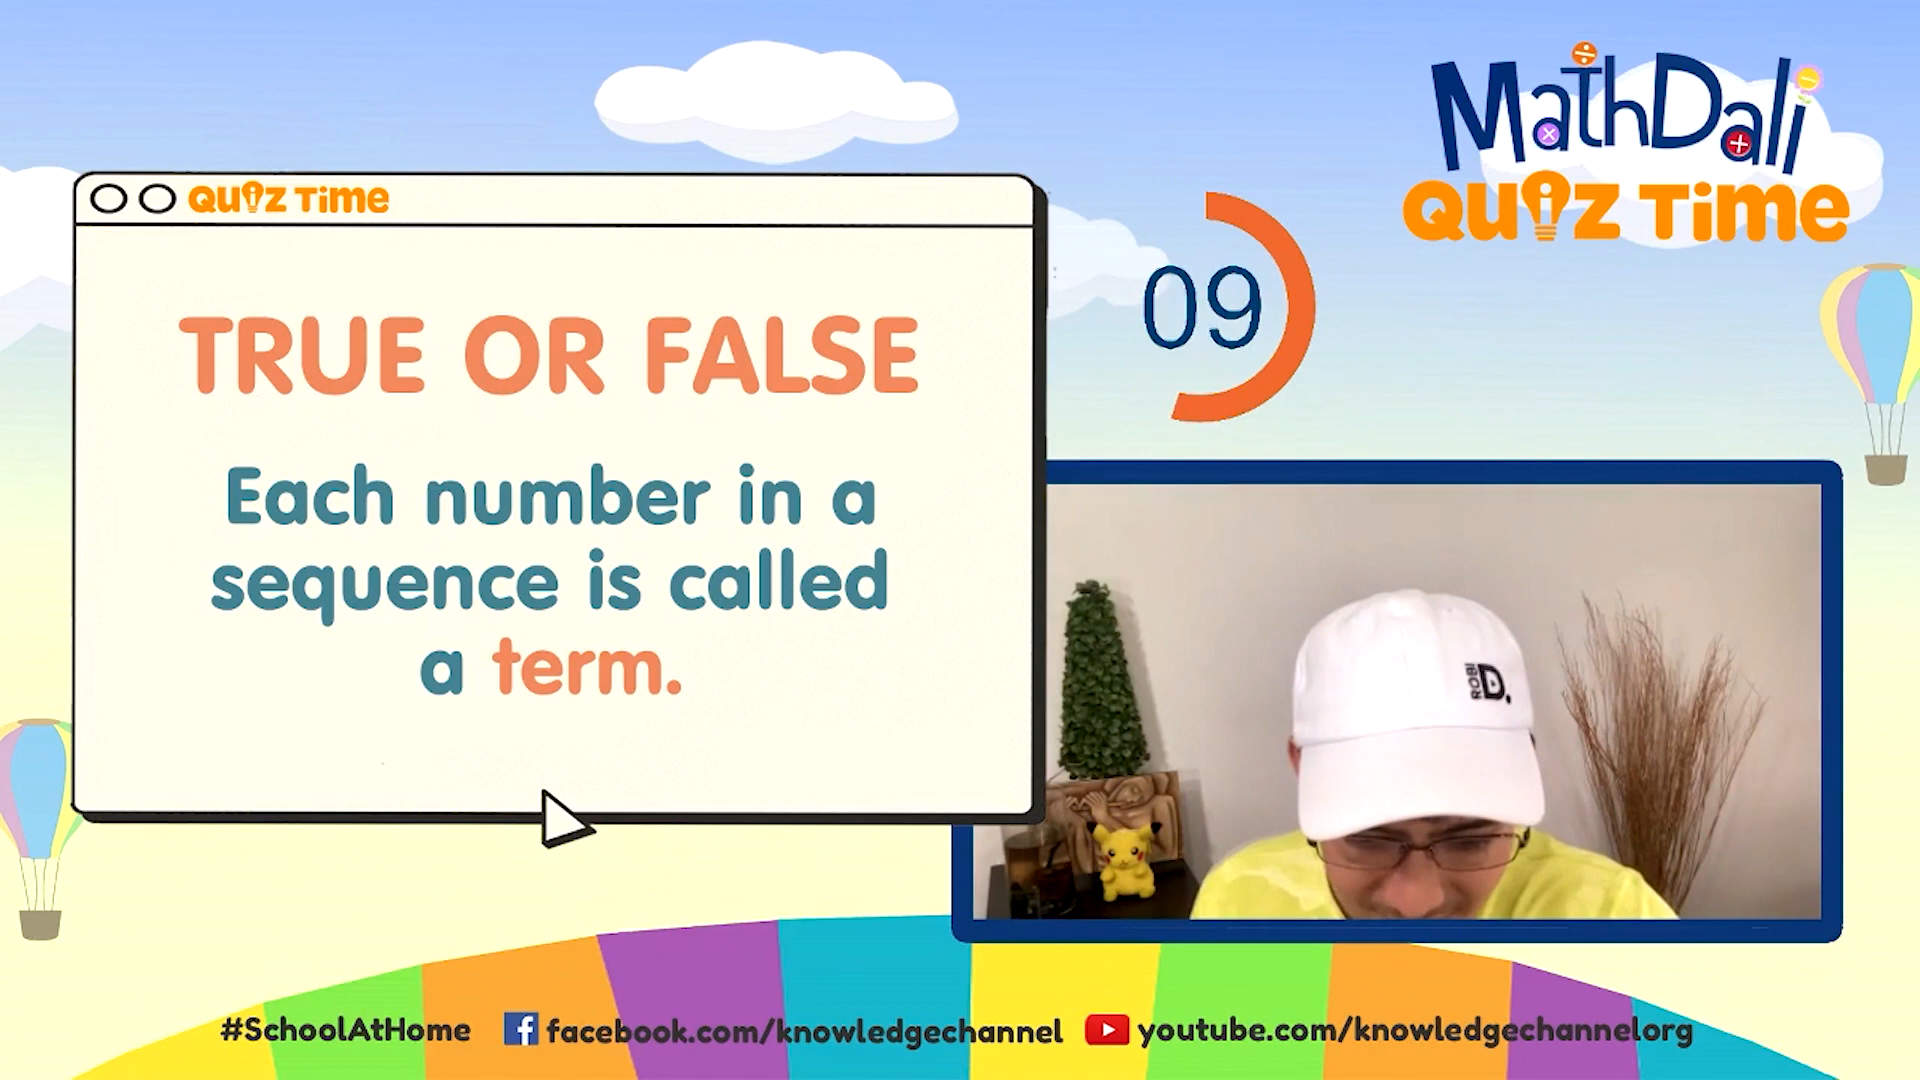 MathDali
QUIZ Time
QUIZ Time
TRUE OR FALSE
Each number in a
sequence is called
a term.
09
ROBI
D.
#SchoolAtHome facebook.com/knowledgechannel youtube.com/knowledgechannelorg